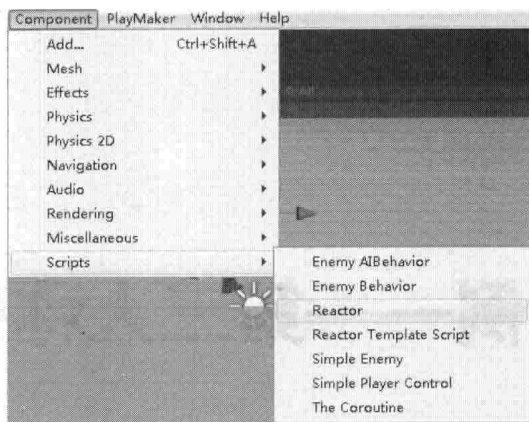 Component PlayMaker Window Help
Add... Ctrl+Shift+A
Mesh
Effects
Physics
Physics 2D
Navigation
Audio
Rendering
Miscellaneous
Scripts
Enemy AIBehavior
Enemy Behavior
Reactor
Reactor Template Script
Simple Enemy
Simple Player Control
The Coroutine